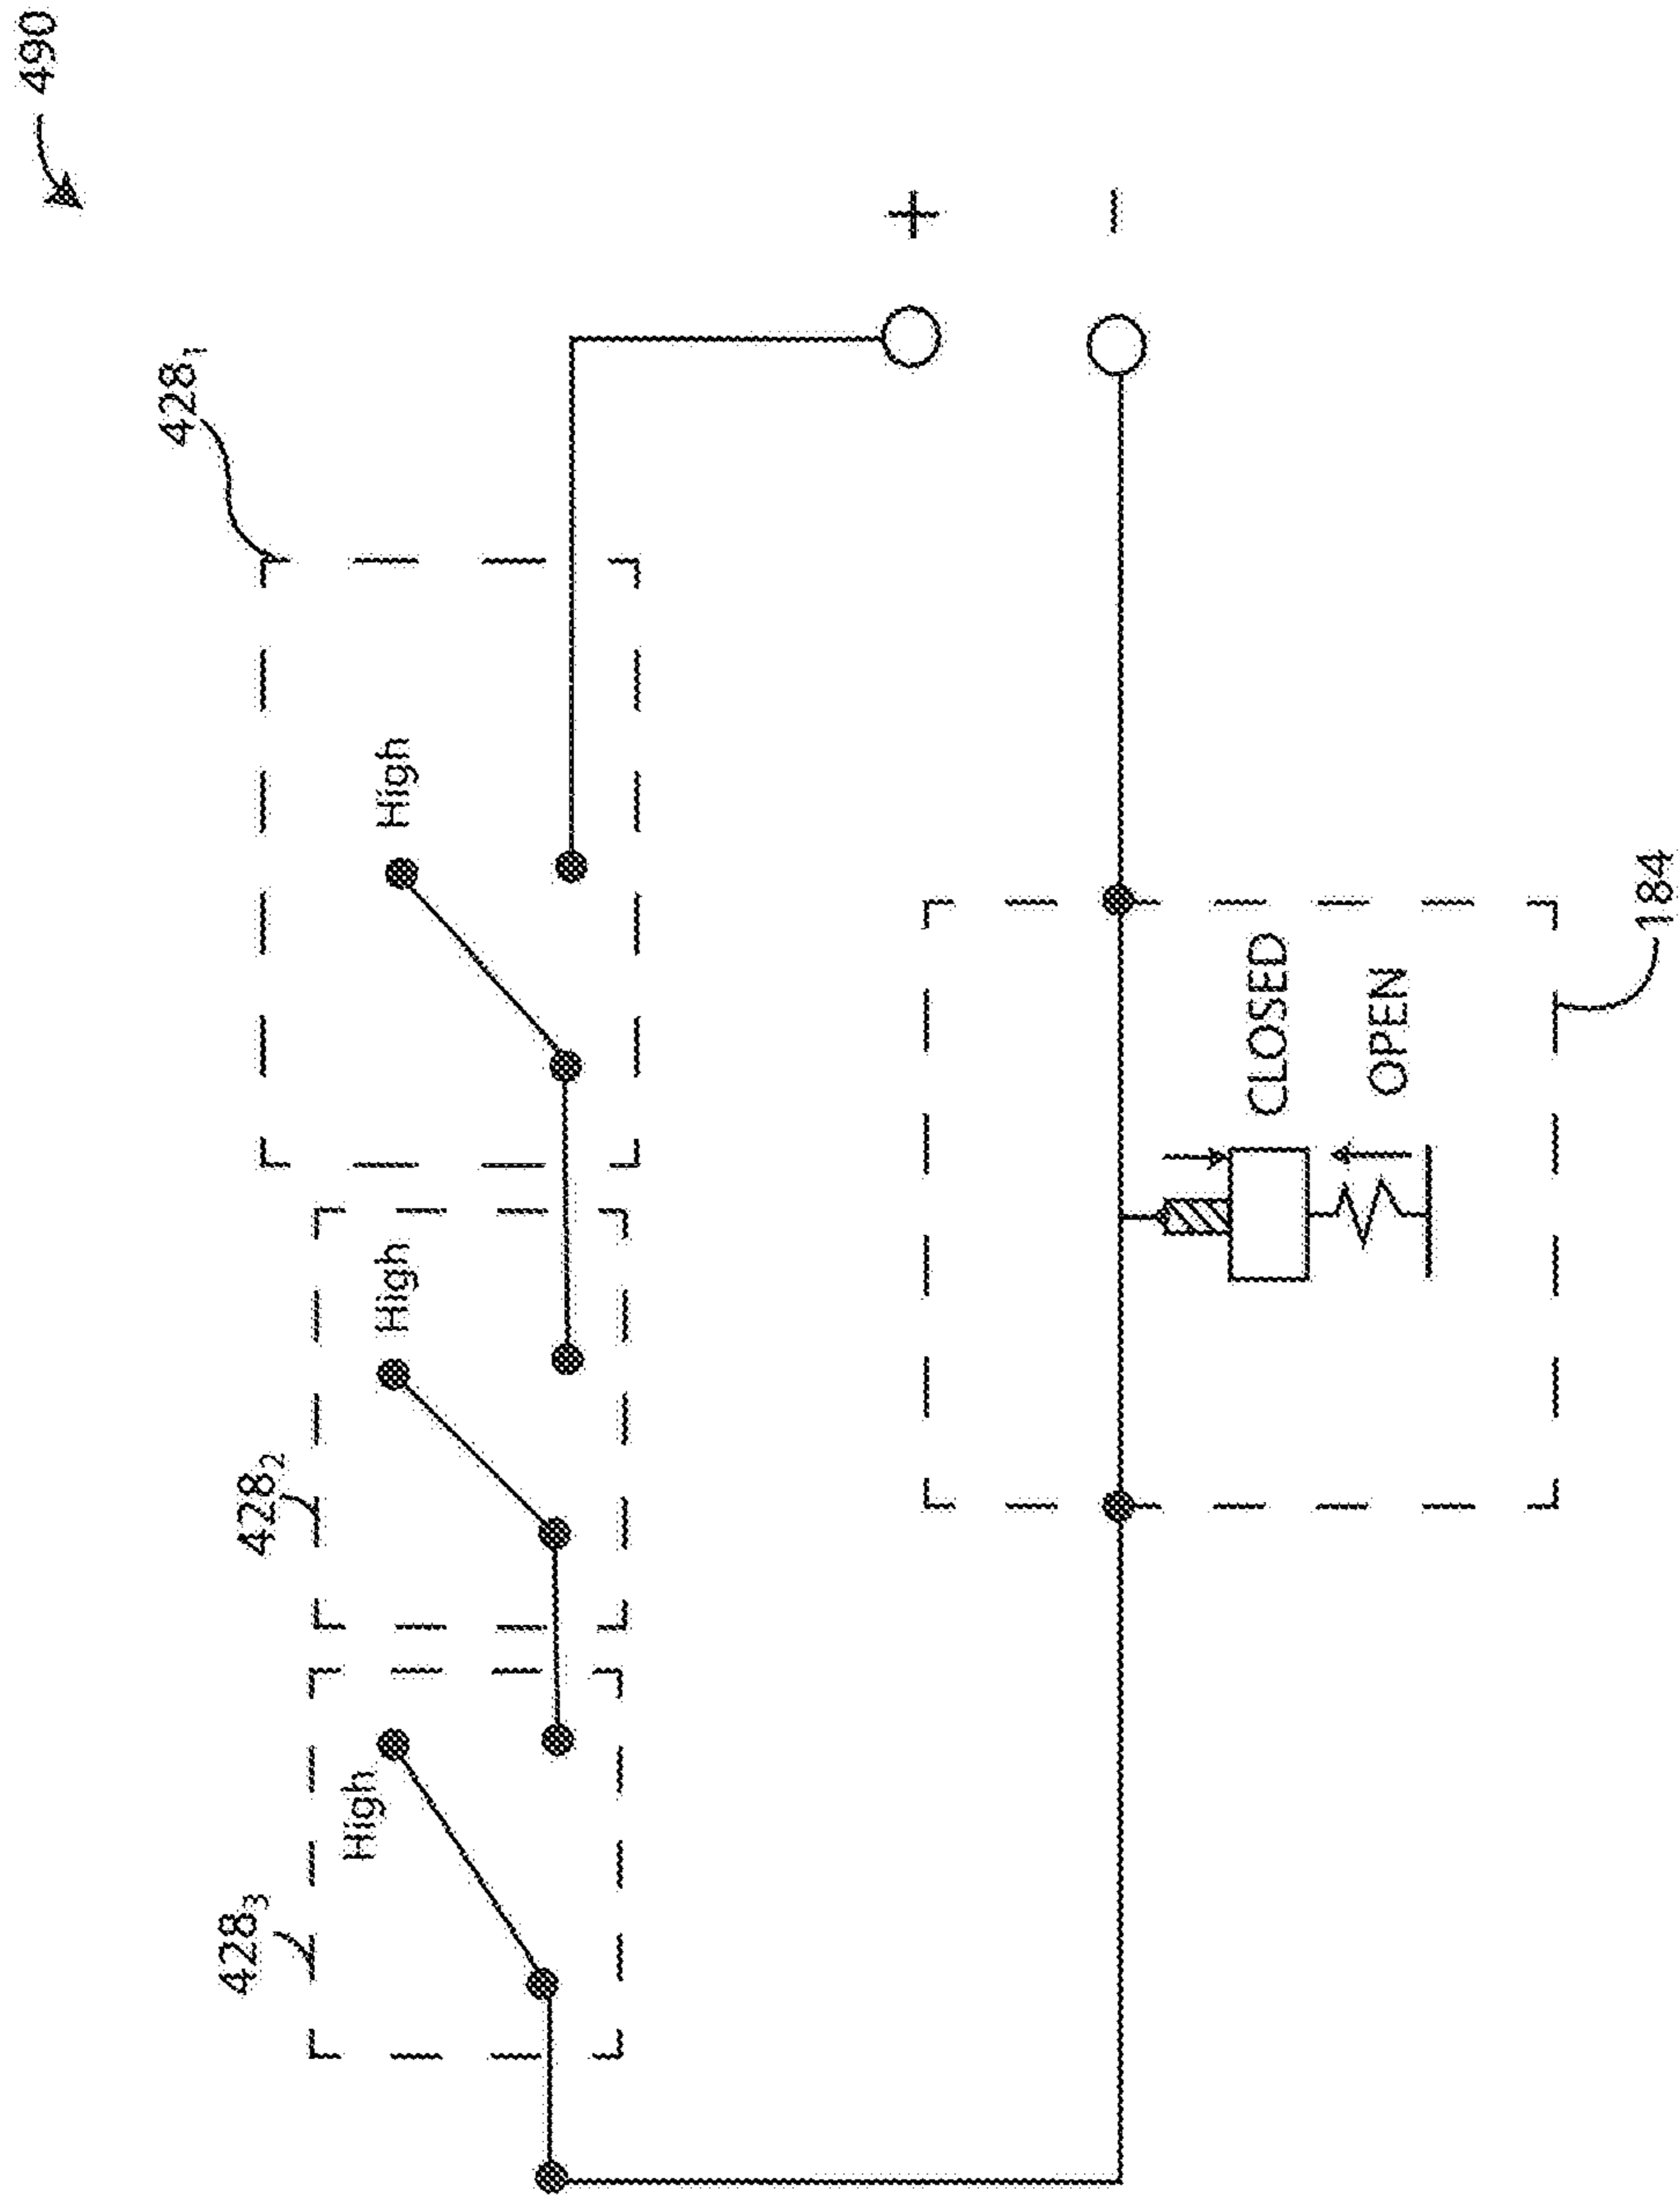 490
428₁
428₂
428₃
High
High
High
+
−
CLOSED
OPEN
184